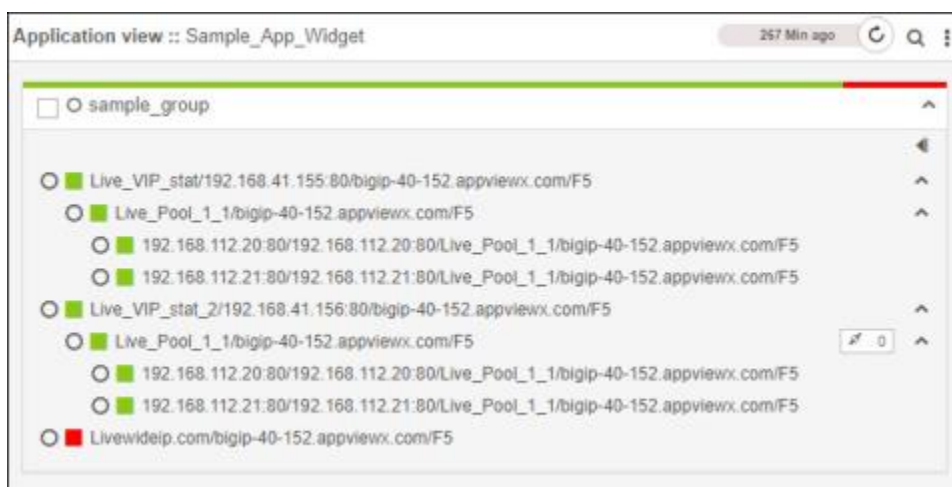 Application view :: Sample_App_Widget
267 Min ago
sample_group
Live_VIP_stat/192.168.41.155:80/bigip-40-152.appviewx.com/F5
Live_Pool_1_1/bigip-40-152.appviewx.com/F5
192.168.112.20:80/192.168.112.20:80/Live_Pool_1_1/bigip-40-152.appviewx.com/F5
192.168.112.21:80/192.168.112.21:80/Live_Pool_1_1/bigip-40-152.appviewx.com/F5
Live_VIP_stat_2/192.168.41.156:80/bigip-40-152.appviewx.com/F5
Live_Pool_1_1/bigip-40-152.appviewx.com/F5
0
192.168.112.20:80/192.168.112.20:80/Live_Pool_1_1/bigip-40-152.appviewx.com/F5
192.168.112.21:80/192.168.112.21:80/Live_Pool_1_1/bigip-40-152.appviewx.com/F5
Livewideip.com/bigip-40-152.appviewx.com/F5